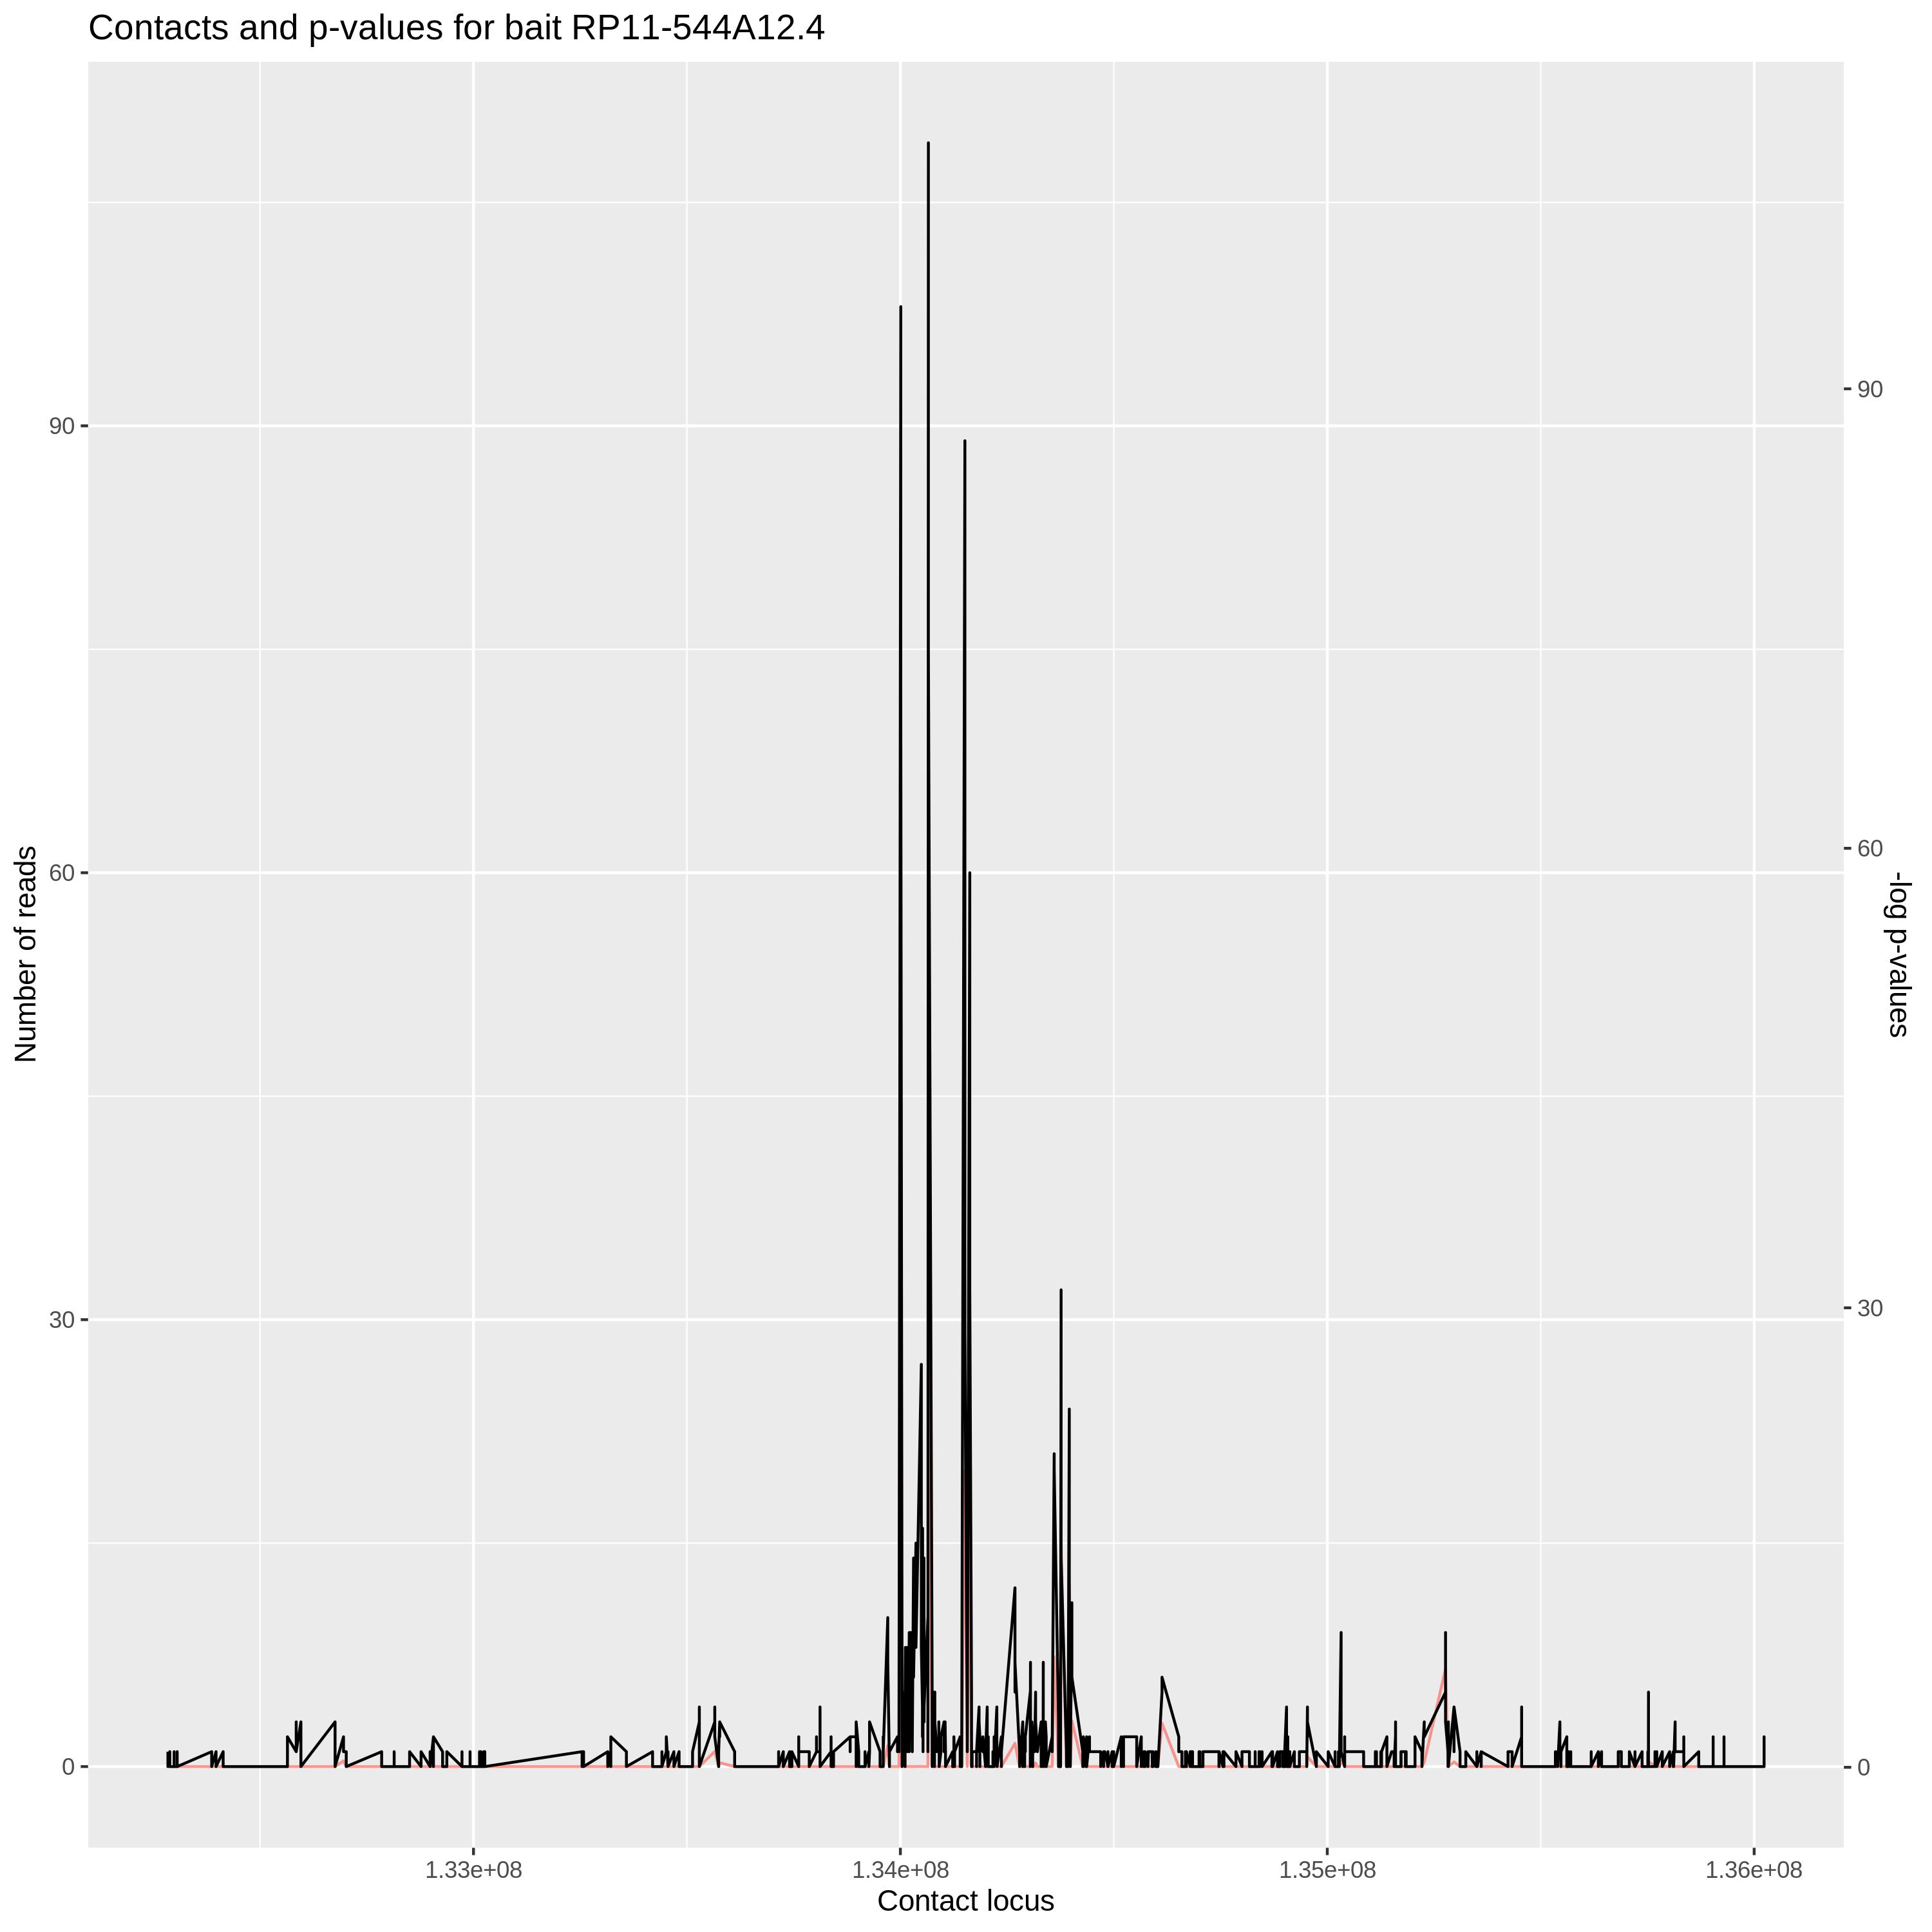 Contacts and p-values for bait RP11-544A12.4
Number of reads
90
60
30
0
90
60
30
0
-log p-values
1.33e+08
1.34e+08
1.35e+08
1.36e+08
Contact locus